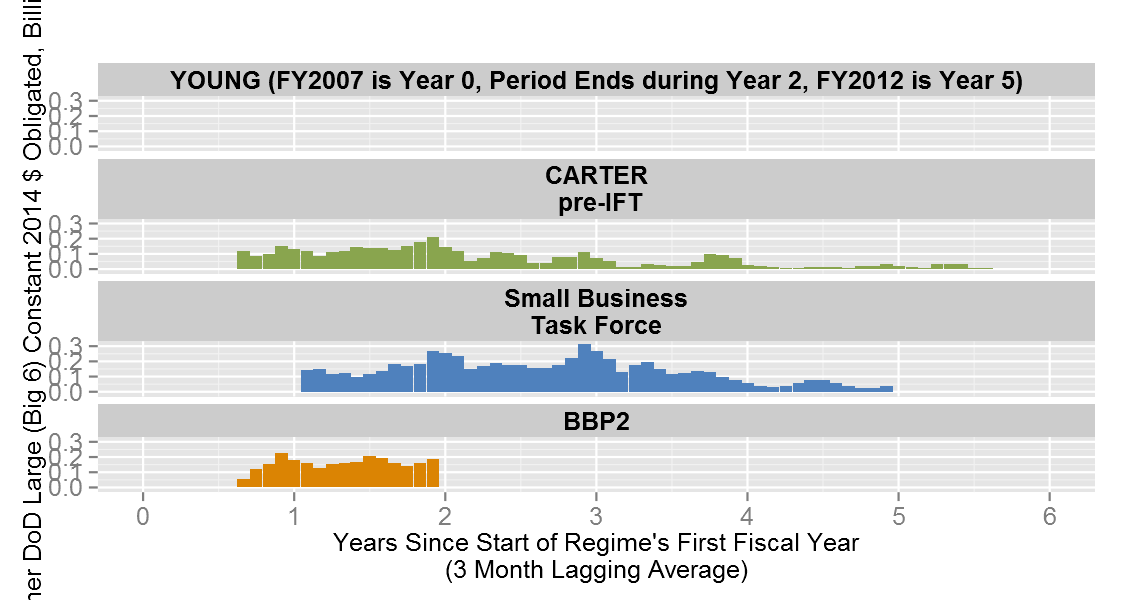 ner DoD Large (Big 6) Constant 2014 $ Obligated, Billi
YOUNG (FY2007 is Year 0, Period Ends during Year 2, FY2012 is Year 5)
0.3
0.2
0.1
0.0
CARTER
pre-IFT
0.3
0.2
0.1
0.0
Small Business
Task Force
0.3
0.2
0.1
0.0
BBP2
0.3
0.2
0.1
0.0
0 1 2 3 4 5 6
Years Since Start of Regime's First Fiscal Year
(3 Month Lagging Average)